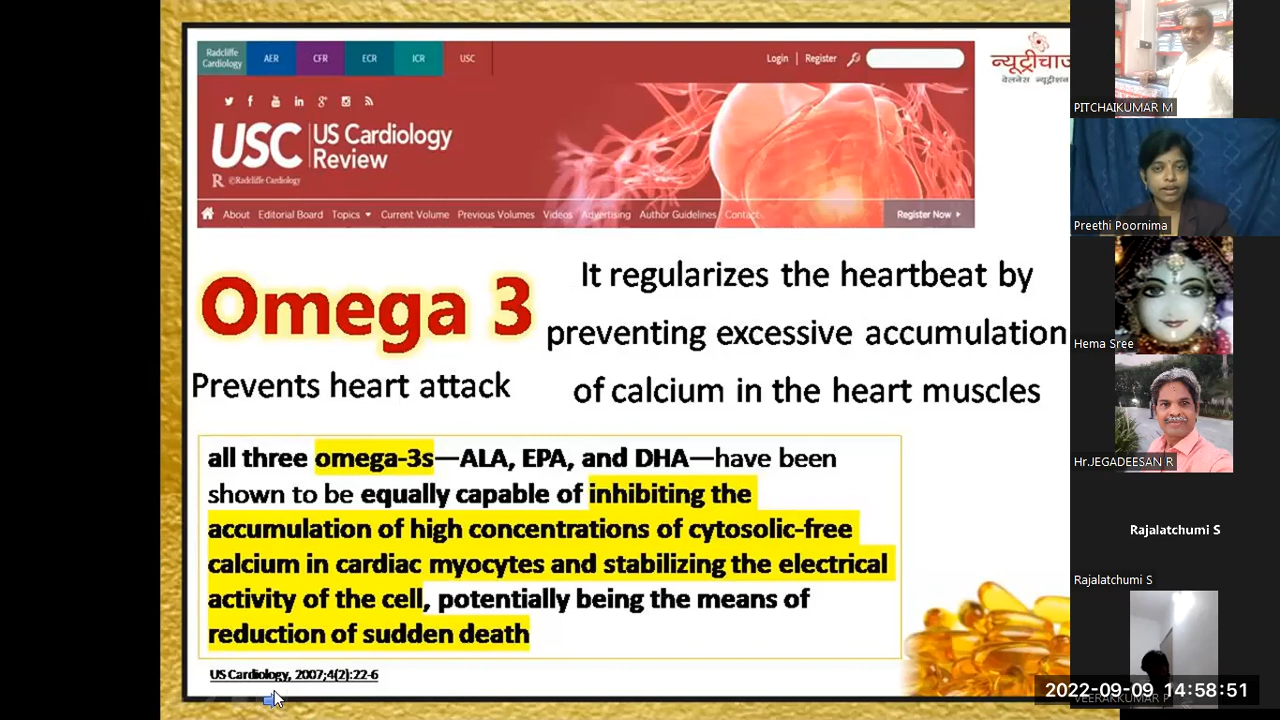 Radcliffe
Cardiology
AER
CFR
ECR
ICR
USC
Login | Register
USC | US Cardiology
Review
R ©Radcliffe Cardiology
About Editorial Board Topics Current Volume Previous Volumes Videos Advertising Author Guidelines Contact
Register Now
न्यूट्रीचार्ज
वेलनेस न्यूट्रीशन
Omega 3
Prevents heart attack
It regularizes the heartbeat by
preventing excessive accumulation
of calcium in the heart muscles
all three omega-3s—ALA, EPA, and DHA—have been
shown to be equally capable of inhibiting the
accumulation of high concentrations of cytosolic-free
calcium in cardiac myocytes and stabilizing the electrical
activity of the cell, potentially being the means of
reduction of sudden death
US Cardiology, 2007;4(2):22-6
PITCHAIKUMAR M
Preethi Poornima
Hema Sree
Hr.JEGADEESAN R
Rajalatchumi S
Rajalatchumi S
VEERAKKUMAR P
2022-09-09 14:58:51